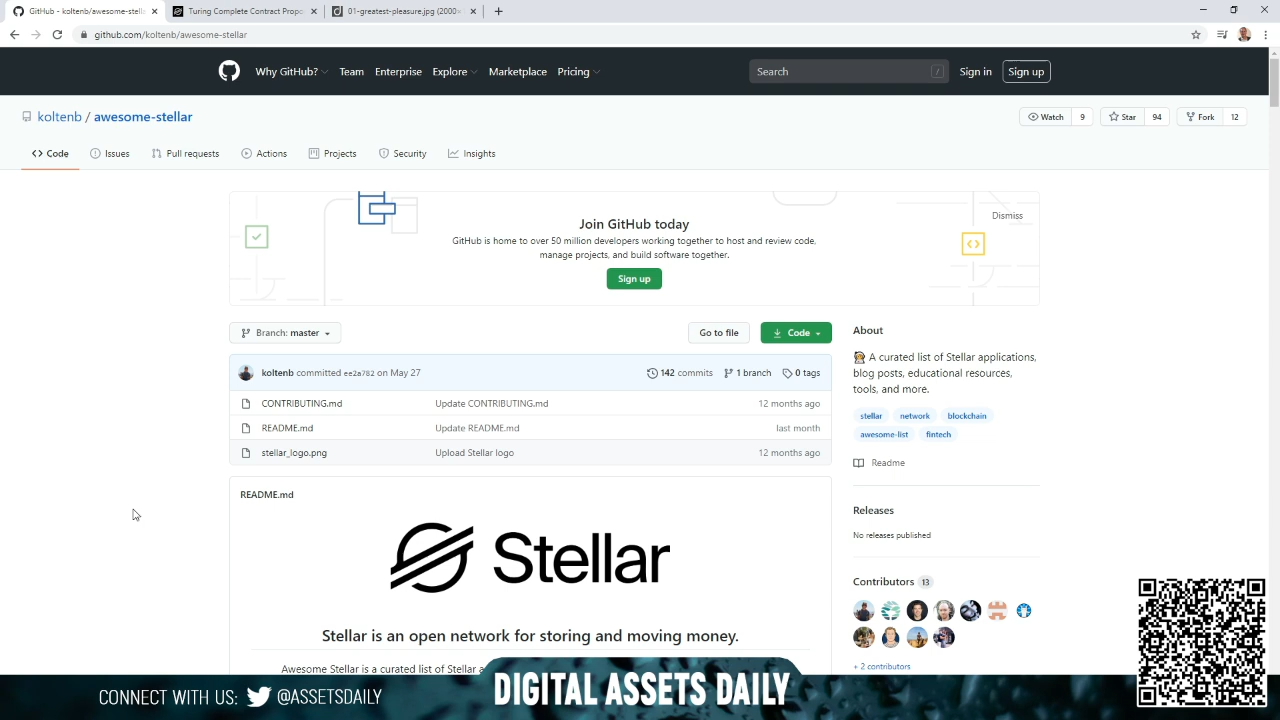 GitHub - koltenb/awesome-stella
Turing Complete Contract Propo
01-greatest-pleasure.jpg (2000×
github.com/koltenb/awesome-stellar
Why GitHub?
Team
Enterprise
Explore
Marketplace
Pricing
Search
/
Sign in
Sign up
koltenb / awesome-stellar
Watch 9
Star 94
Fork 12
Code
Issues
Pull requests
Actions
Projects
Security
Insights
Join GitHub today
Dismiss
GitHub is home to over 50 million developers working together to host and review code,
manage projects, and build software together.
Sign up
Branch: master
Go to file
Code
koltenb committed ee2a782 on May 27
142 commits
1 branch
0 tags
CONTRIBUTING.md Update CONTRIBUTING.md 12 months ago
README.md Update README.md last month
stellar_logo.png Upload Stellar logo 12 months ago
README.md
Stellar
Stellar is an open network for storing and moving money.
Awesome Stellar is a curated list of Stellar a
About
A curated list of Stellar applications,
blog posts, educational resources,
tools, and more.
stellar network blockchain
awesome-list fintech
Readme
Releases
No releases published
Contributors 13
+ 2 contributors
CONNECT WITH US: @ASSETSDAILY
DIGITAL ASSETS DAILY